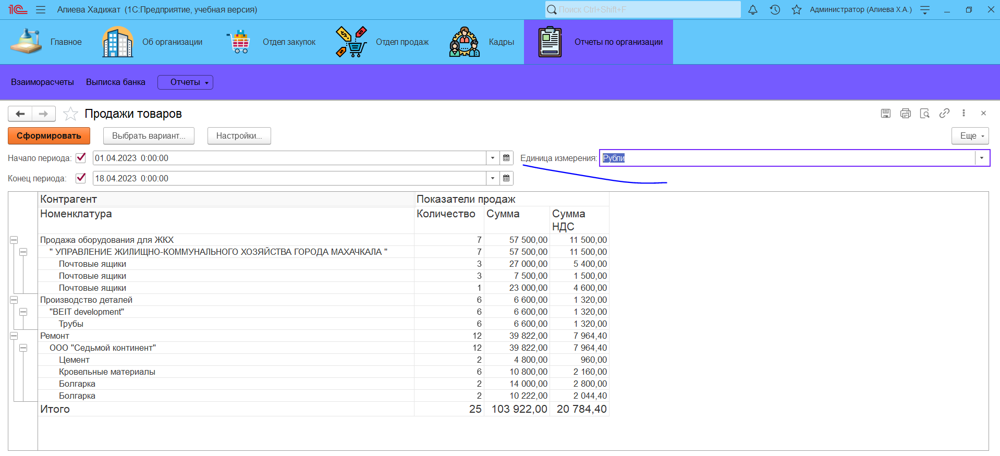 1С Алиева Хадижат (1С:Предприятие, учебная версия) Поиск Ctrl+Shift+F Администратор (Алиева Х.А.)
Главное Об организации Отдел закупок Отдел продаж Кадры Отчеты по организации
Взаиморасчеты Выписка банка Отчеты
Продажи товаров
Сформировать Выбрать вариант... Настройки... Еще
Начало периода: 01.04.2023 0:00:00 Единица измерения: Рубли
Конец периода: 18.04.2023 0:00:00
Контрагент Показатели продаж
Номенклатура Количество Сумма Сумма
НДС
Продажа оборудования для ЖКХ 7 57 500,00 11 500,00
" УПРАВЛЕНИЕ ЖИЛИЩНО-КОММУНАЛЬНОГО ХОЗЯЙСТВА ГОРОДА МАХАЧКАЛА " 7 57 500,00 11 500,00
Почтовые ящики 3 27 000,00 5 400,00
Почтовые ящики 3 7 500,00 1 500,00
Почтовые ящики 1 23 000,00 4 600,00
Производство деталей 6 6 600,00 1 320,00
"BEIT development" 6 6 600,00 1 320,00
Трубы 6 6 600,00 1 320,00
Ремонт 12 39 822,00 7 964,40
ООО "Седьмой континент" 12 39 822,00 7 964,40
Цемент 2 4 800,00 960,00
Кровельные материалы 6 10 800,00 2 160,00
Болгарка 2 14 000,00 2 800,00
Болгарка 2 10 222,00 2 044,40
Итого 25 103 922,00 20 784,40